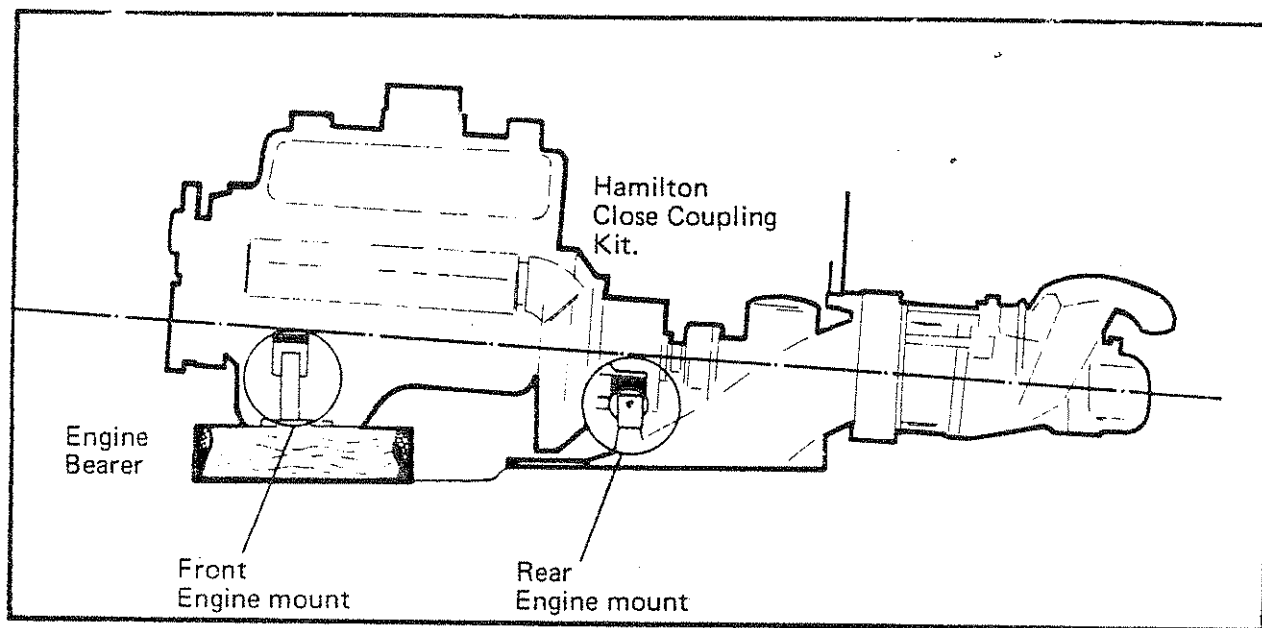 Hamilton
Close Coupling
Kit.
Engine
Bearer
Front
Engine mount
Rear
Engine mount